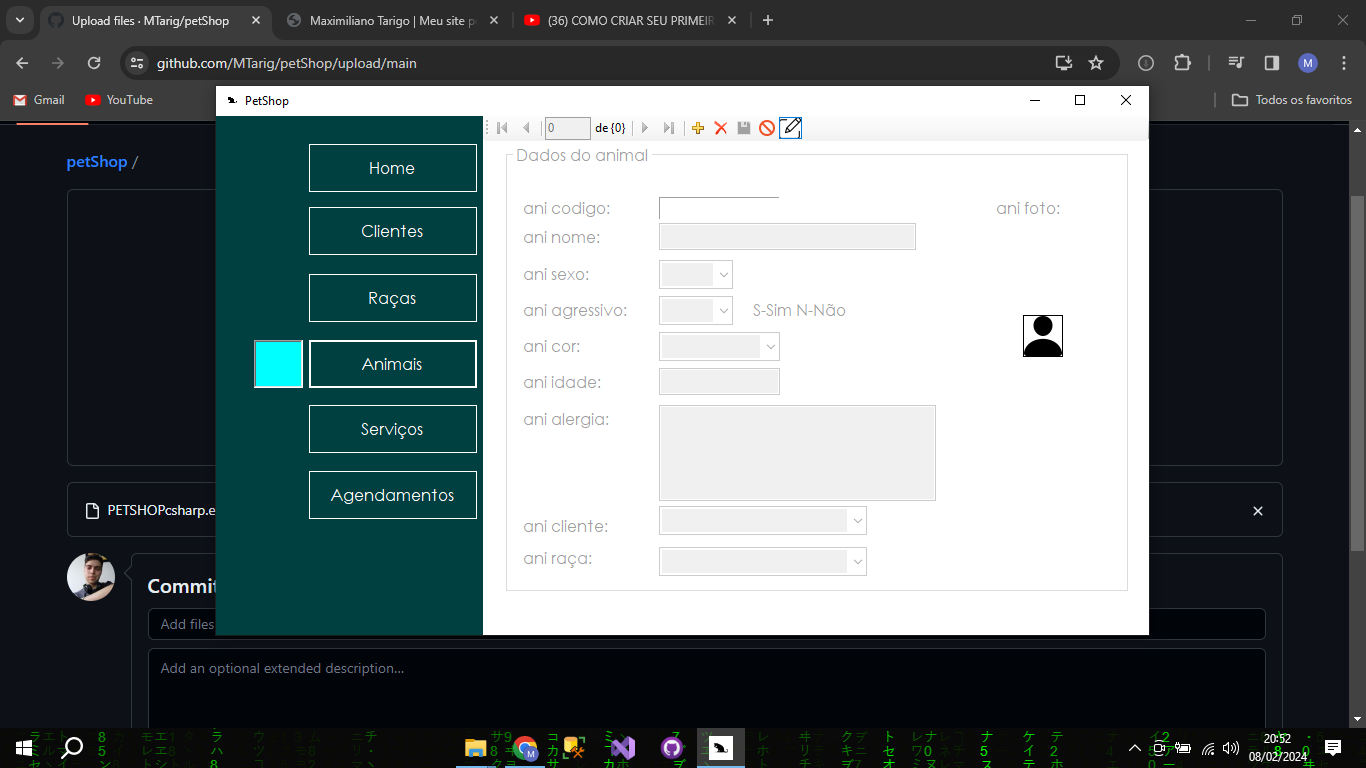 Upload files · MTarig/petShop
Maximiliano Tarigo | Meu site p
(36) COMO CRIAR SEU PRIMEIR
github.com/MTarig/petShop/upload/main
M
Gmail
YouTube
Todos os favoritos
petShop /
PetShop
0
de {0}
Home
Clientes
Raças
Animais
Serviços
Agendamentos
Dados do animal
ani codigo:
ani foto:
ani nome:
ani sexo:
ani agressivo:
S-Sim N-Não
ani cor:
ani idade:
ani alergia:
ani cliente:
ani raça:
PETSHOPcsharp.e
Commit
Add files
Add an optional extended description...
20:52
08/02/2024